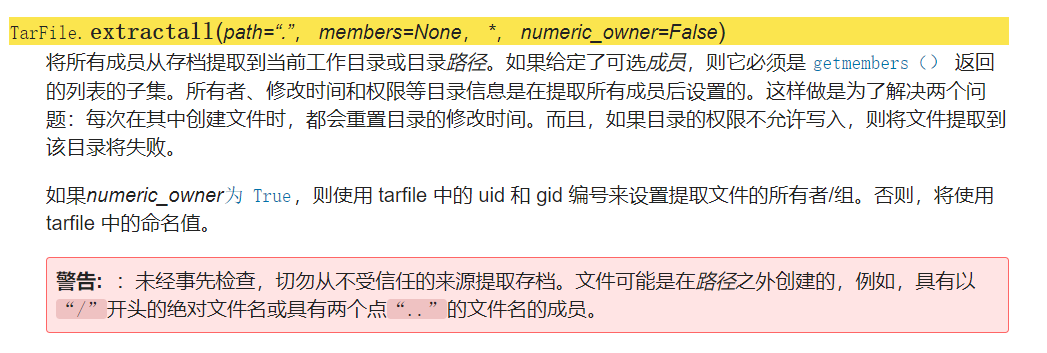 TarFile.extractall(path=“.”, members=None, *, numeric_owner=False)
将所有成员从存档提取到当前工作目录或目录路径。如果给定了可选成员，则它必须是 getmembers（） 返回
的列表的子集。所有者、修改时间和权限等目录信息是在提取所有成员后设置的。这样做是为了解决两个问
题：每次在其中创建文件时，都会重置目录的修改时间。而且，如果目录的权限不允许写入，则将文件提取到
该目录将失败。
如果numeric_owner为 True，则使用 tarfile 中的 uid 和 gid 编号来设置提取文件的所有者/组。否则，将使用
tarfile 中的命名值。
警告：：未经事先检查，切勿从不受信任的来源提取存档。文件可能是在路径之外创建的，例如，具有以
“/”开头的绝对文件名或具有两个点“..”的文件名的成员。